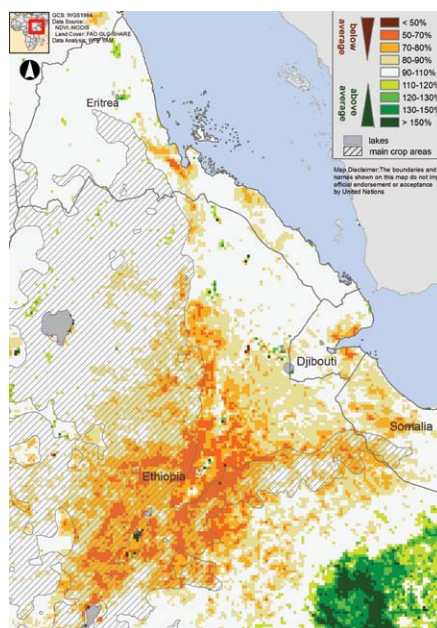 GCS: WGS1984
Data Source:
NDVI: MODIS
Land Cover: FAO GLC-SHARE
Data Analysis: WFP VAM
below
average
above
average
< 50%
50-70%
70-80%
80-90%
90-110%
110-120%
120-130%
130-150%
> 150%
lakes
main crop areas
Map Disclaimer:The boundaries and
names shown on this map do not im
official endorsement or acceptance
by United Nations
Eritrea
Djibouti
Somalia
Ethiopia